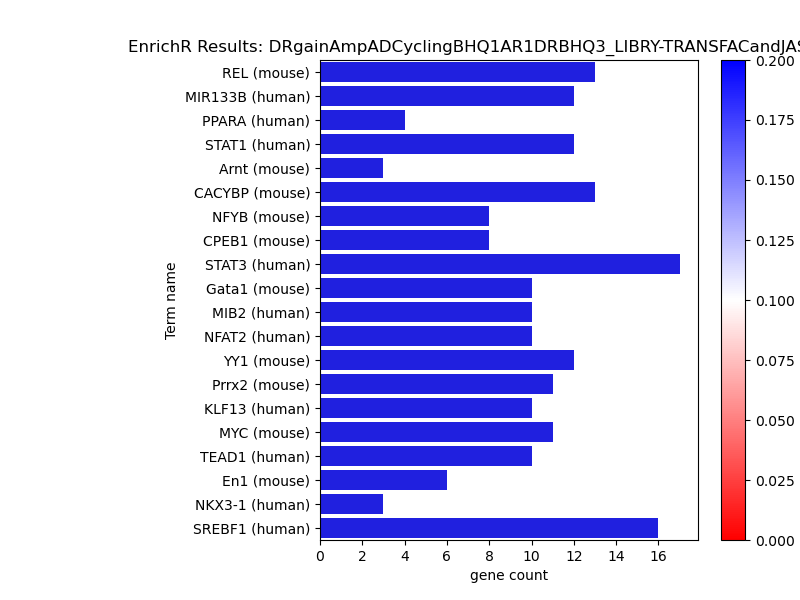 EnrichR Results: DRgainAmpADCyclingBHQ1AR1DRBHQ3_LIBRY-TRANSFACandJAS
REL (mouse)
MIR133B (human)
PPARA (human)
STAT1 (human)
Arnt (mouse)
CACYBP (mouse)
NFYB (mouse)
CPEB1 (mouse)
STAT3 (human)
Gata1 (mouse)
MIB2 (human)
NFAT2 (human)
YY1 (mouse)
Prrx2 (mouse)
KLF13 (human)
MYC (mouse)
TEAD1 (human)
En1 (mouse)
NKX3-1 (human)
SREBF1 (human)
Term name
0 2 4 6 8 10 12 14 16
gene count
0.200
0.175
0.150
0.125
0.100
0.075
0.050
0.025
0.000